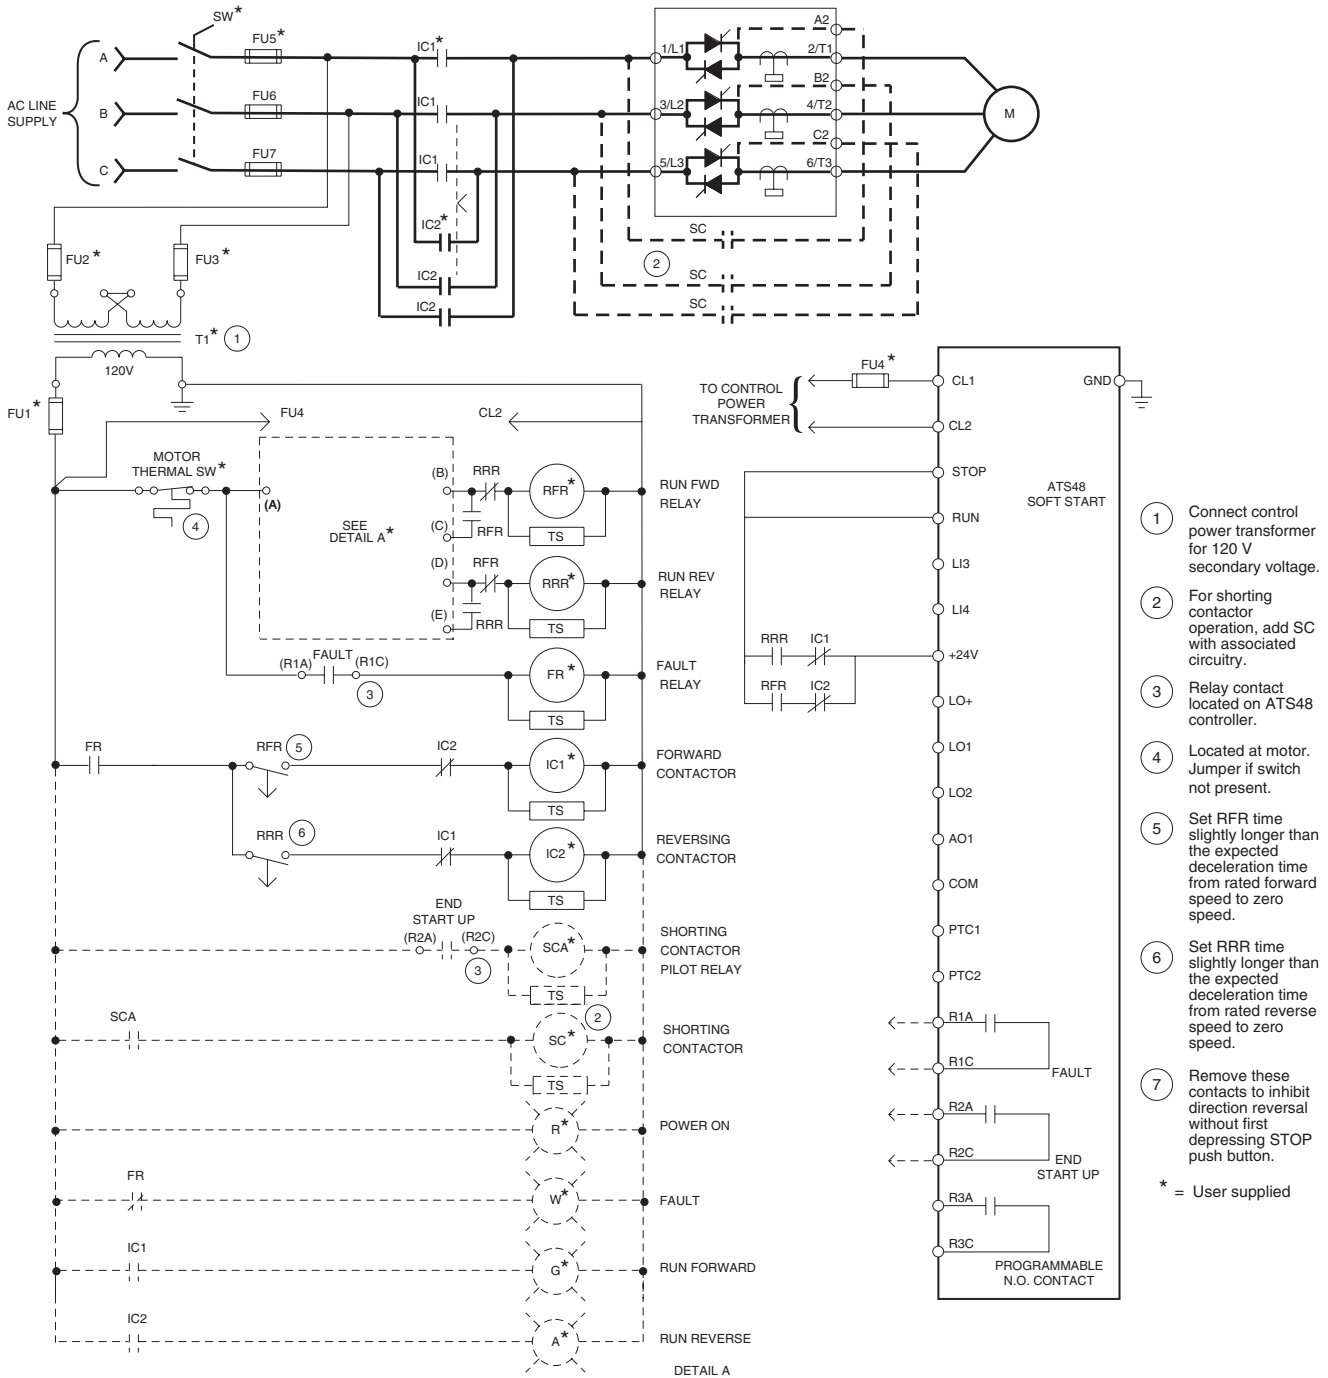 SW*
FU5*
IC1*
A2
1/L1
2/T1
A
B2
AC LINE
SUPPLY
B
FU6
IC1
3/L2
4/T2
M
C2
C
FU7
IC1
5/L3
6/T3
IC2*
SC
FU2*
FU3*
2
IC2
SC
IC2
SC
T1*
1
120V
FU1*
FU4
CL2
TO CONTROL
POWER
TRANSFORMER
FU4*
CL1
GND
CL2
MOTOR
THERMAL SW*
4
(A)
SEE
DETAIL A*
(B)
RRR
RFR*
RUN FWD
RELAY
(C)
RFR
TS
(D)
RFR
RRR*
RUN REV
RELAY
(E)
RRR
TS
(R1A)
FAULT
(R1C)
3
FR*
FAULT
RELAY
TS
FR
RFR
5
IC2
IC1*
FORWARD
CONTACTOR
TS
RRR
6
IC1
IC2*
REVERSING
CONTACTOR
TS
END
START UP
(R2A)
(R2C)
3
SCA*
SHORTING
CONTACTOR
PILOT RELAY
TS
2
SCA
SC*
SHORTING
CONTACTOR
TS
R*
POWER ON
FR
W*
FAULT
IC1
G*
RUN FORWARD
IC2
A*
RUN REVERSE
DETAIL A
STOP
ATS48
SOFT START
RUN
LI3
LI4
RRR
IC1
+24V
RFR
IC2
LO+
LO1
LO2
AO1
COM
PTC1
PTC2
R1A
R1C
FAULT
R2A
R2C
END
START UP
R3A
R3C
PROGRAMMABLE
N.O. CONTACT
1
Connect control
power transformer
for 120 V
secondary voltage.
2
For shorting
contactor
operation, add SC
with associated
circuitry.
3
Relay contact
located on ATS48
controller.
4
Located at motor.
Jumper if switch
not present.
5
Set RFR time
slightly longer than
the expected
deceleration time
from rated forward
speed to zero
speed.
6
Set RRR time
slightly longer than
the expected
deceleration time
from rated reverse
speed to zero
speed.
7
Remove these
contacts to inhibit
direction reversal
without first
depressing STOP
push button.
* = User supplied